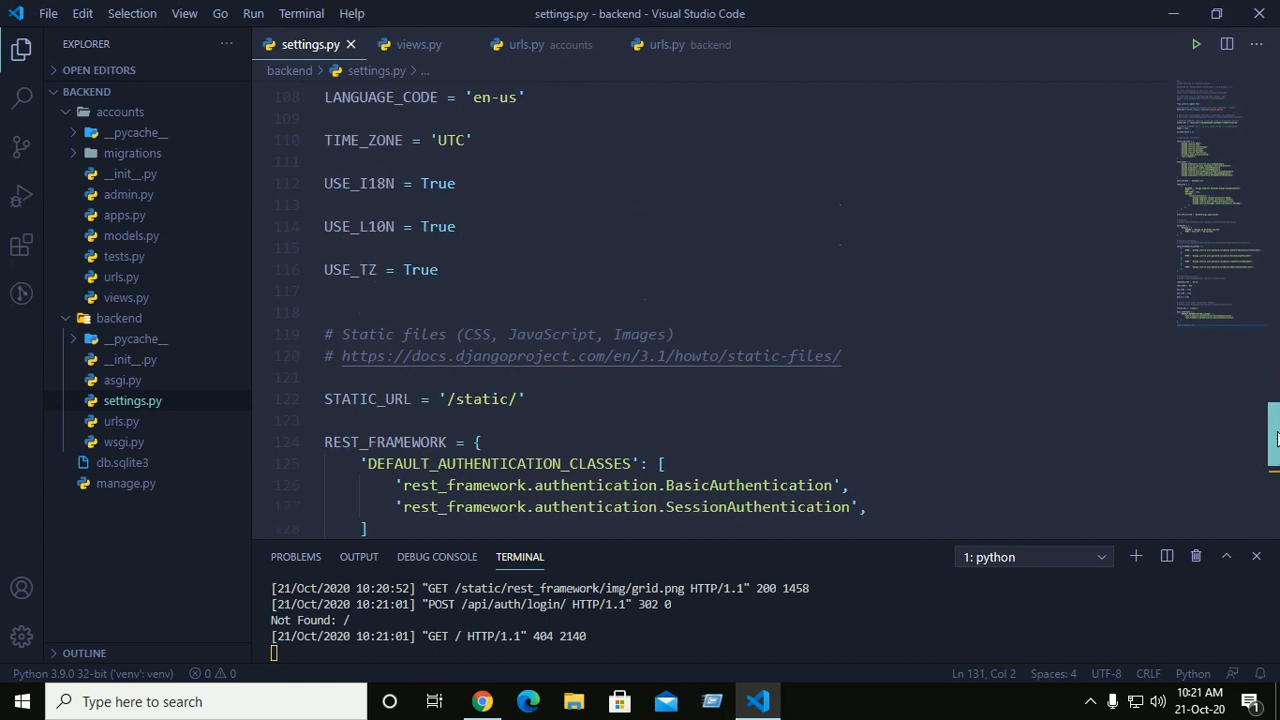 File Edit Selection View Go Run Terminal Help
settings.py - backend - Visual Studio Code
EXPLORER
settings.py
views.py
urls.py accounts
urls.py backend
OPEN EDITORS
backend > settings.py > ...
BACKEND
accounts
__pycache__
migrations
__init__.py
admin.py
apps.py
models.py
tests.py
urls.py
views.py
backend
__pycache__
__init__.py
asgi.py
settings.py
urls.py
wsgi.py
db.sqlite3
manage.py
OUTLINE
108 LANGUAGE_CODE = 'en-us'
109
110 TIME_ZONE = 'UTC'
111
112 USE_I18N = True
113
114 USE_L10N = True
115
116 USE_TZ = True
117
118
119 # Static files (CSS, JavaScript, Images)
120 # https://docs.djangoproject.com/en/3.1/howto/static-files/
121
122 STATIC_URL = '/static/'
123
124 REST_FRAMEWORK = {
125 'DEFAULT_AUTHENTICATION_CLASSES': [
126 'rest_framework.authentication.BasicAuthentication',
127 'rest_framework.authentication.SessionAuthentication',
128 ]
PROBLEMS OUTPUT DEBUG CONSOLE TERMINAL
1: python
[21/Oct/2020 10:20:52] "GET /static/rest_framework/img/grid.png HTTP/1.1" 200 1458
[21/Oct/2020 10:21:01] "POST /api/auth/login/ HTTP/1.1" 302 0
Not Found: /
[21/Oct/2020 10:21:01] "GET / HTTP/1.1" 404 2140
Python 3.9.0 32-bit ('venv': venv) 0 0
Ln 131, Col 2 Spaces: 4 UTF-8 CRLF Python
Type here to search
10:21 AM
21-Oct-20
1